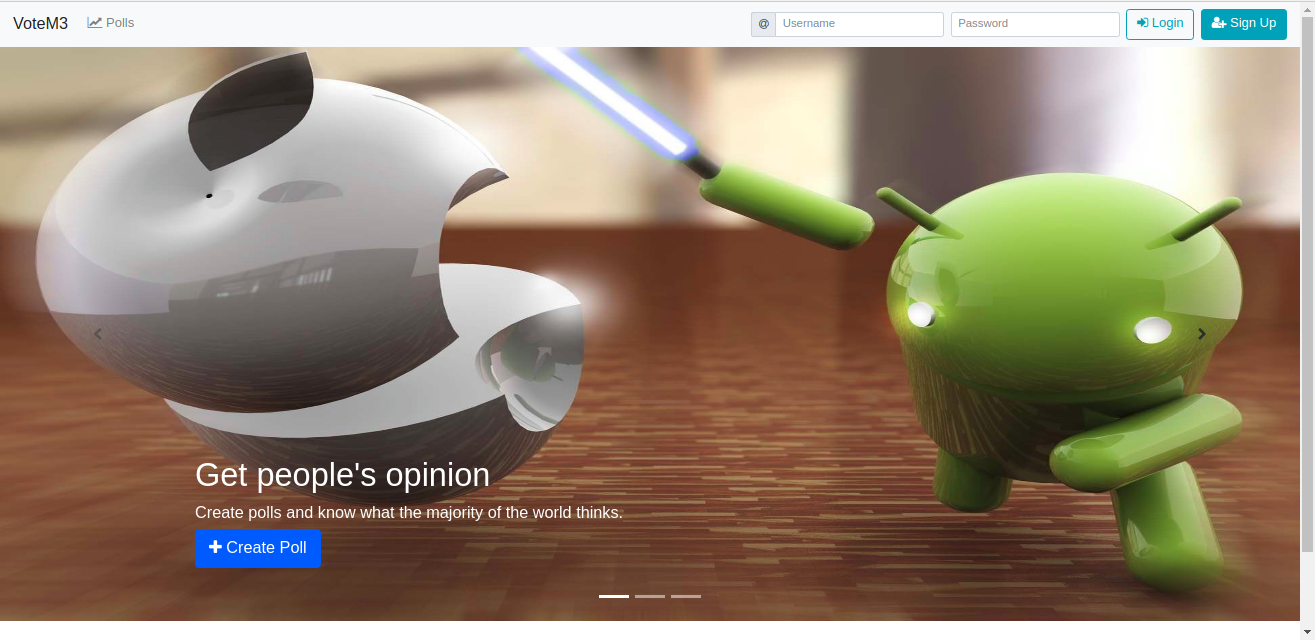 VoteM3 Polls @ Username Password Login Sign Up
Get people's opinion
Create polls and know what the majority of the world thinks.
Create Poll